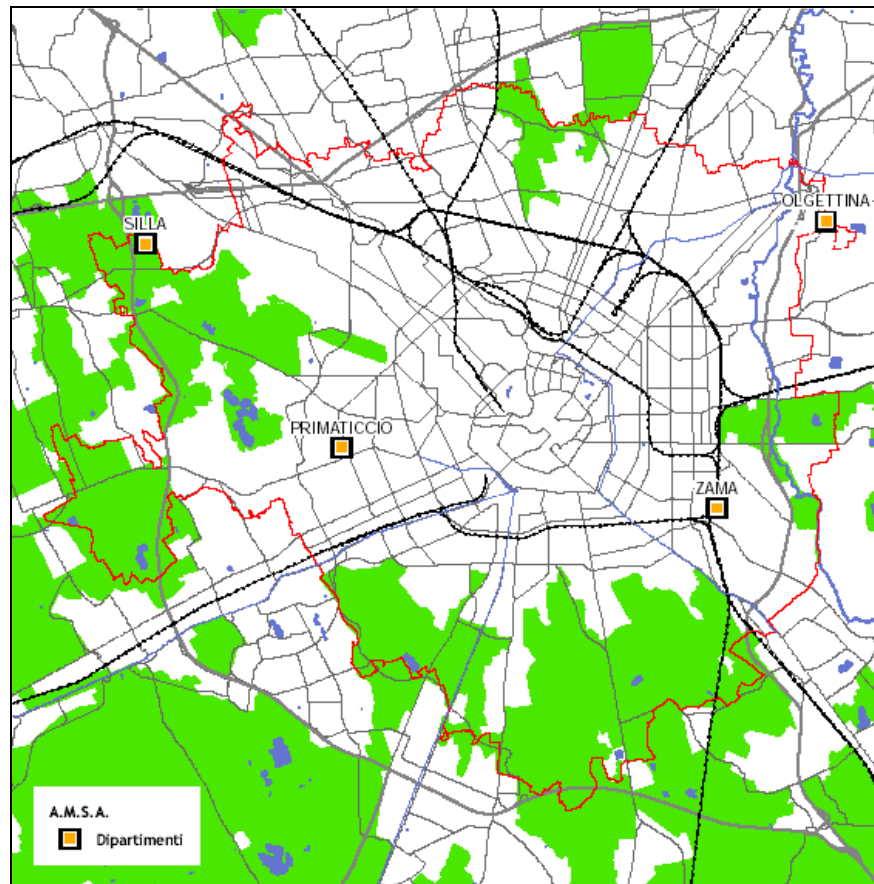 OLGETTINA
SILLA
PRIMATICCIO
ZAMA
A.M.S.A.
Dipartimenti